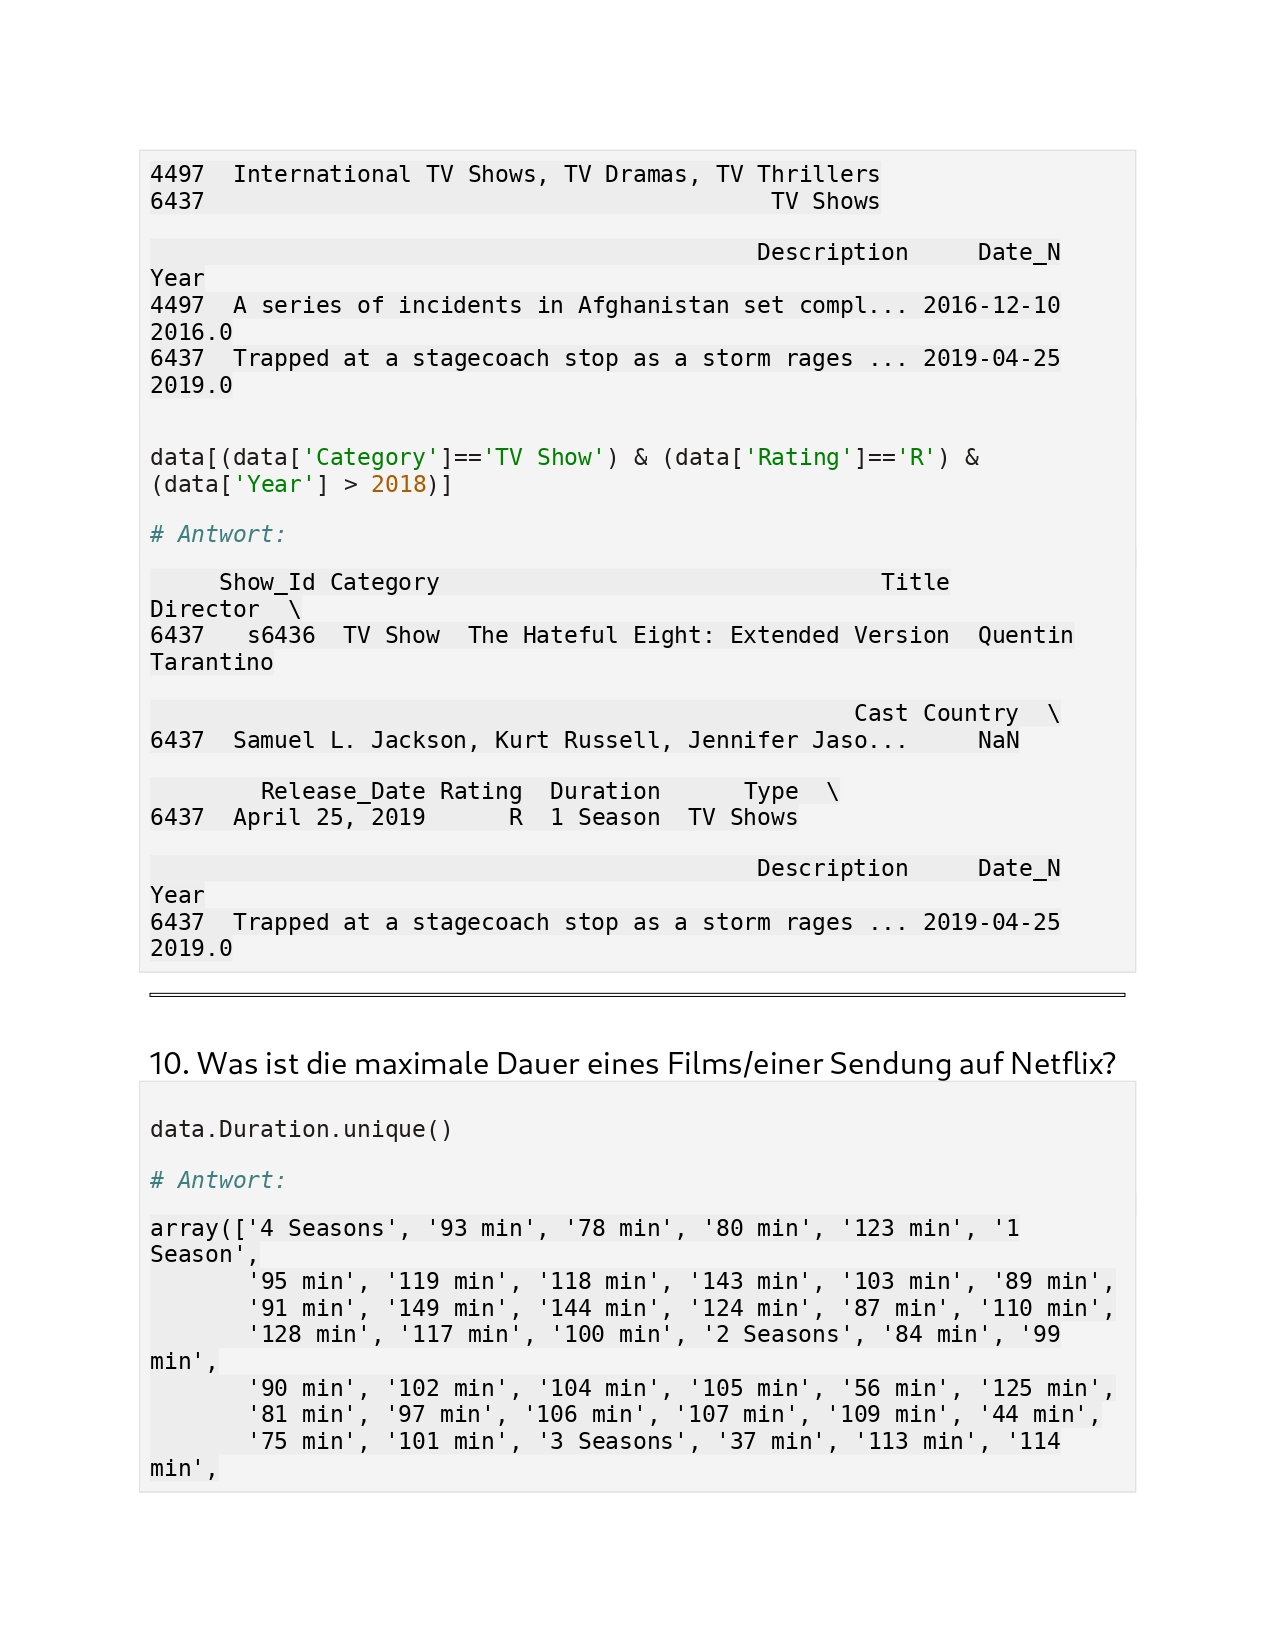 4497  International TV Shows, TV Dramas, TV Thrillers
6437                                         TV Shows

                                            Description     Date_N
Year
4497  A series of incidents in Afghanistan set compl... 2016-12-10
2016.0
6437  Trapped at a stagecoach stop as a storm rages ... 2019-04-25
2019.0

data[(data['Category']=='TV Show') & (data['Rating']=='R') &
(data['Year'] > 2018)]

# Antwort:

     Show_Id Category                                Title
Director  \
6437   s6436  TV Show  The Hateful Eight: Extended Version  Quentin
Tarantino

                                                   Cast Country  \
6437  Samuel L. Jackson, Kurt Russell, Jennifer Jaso...     NaN

        Release_Date Rating  Duration      Type  \
6437  April 25, 2019      R  1 Season  TV Shows

                                            Description     Date_N
Year
6437  Trapped at a stagecoach stop as a storm rages ... 2019-04-25
2019.0

10. Was ist die maximale Dauer eines Films/einer Sendung auf Netflix?

data.Duration.unique()

# Antwort:

array(['4 Seasons', '93 min', '78 min', '80 min', '123 min', '1
Season',
       '95 min', '119 min', '118 min', '143 min', '103 min', '89 min',
       '91 min', '149 min', '144 min', '124 min', '87 min', '110 min',
       '128 min', '117 min', '100 min', '2 Seasons', '84 min', '99
min',
       '90 min', '102 min', '104 min', '105 min', '56 min', '125 min',
       '81 min', '97 min', '106 min', '107 min', '109 min', '44 min',
       '75 min', '101 min', '3 Seasons', '37 min', '113 min', '114
min',